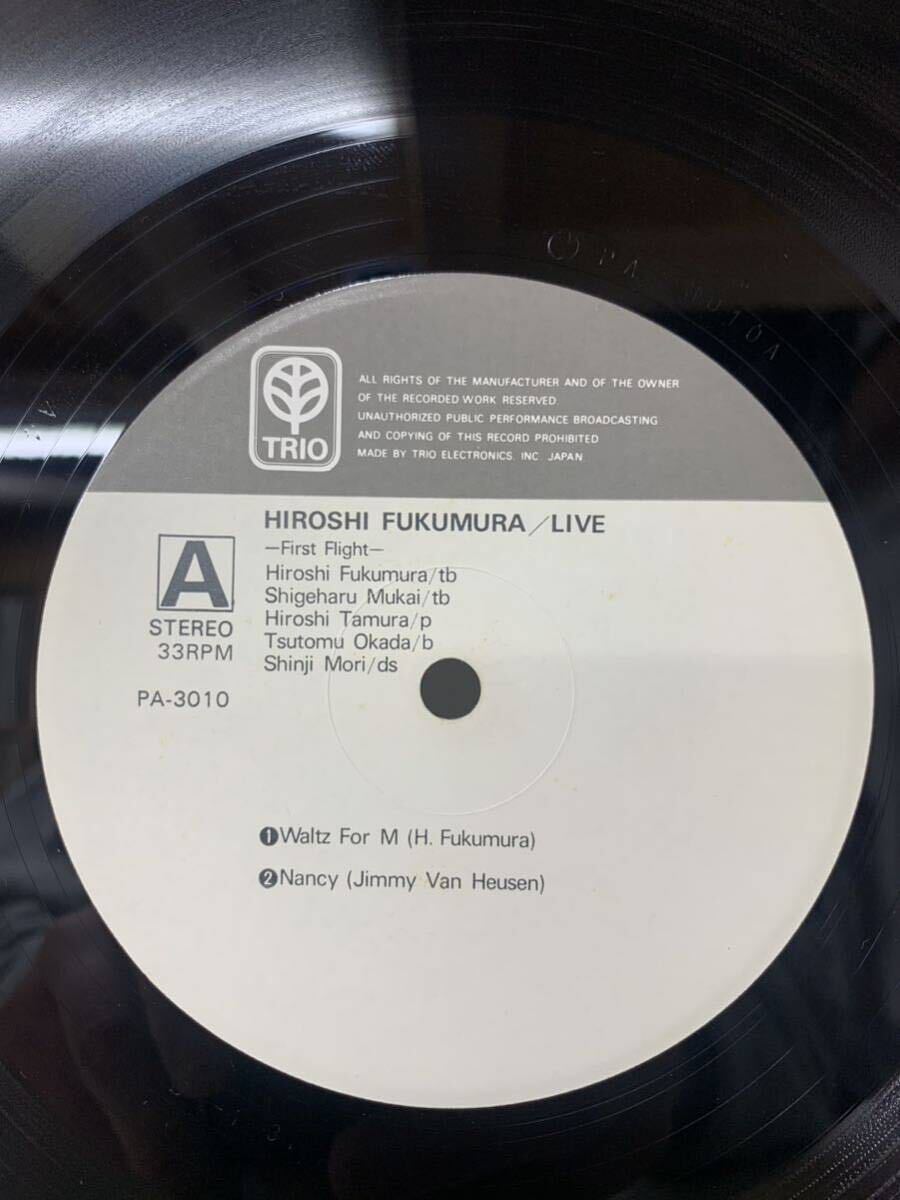 TRIO
ALL RIGHTS OF THE MANUFACTURER AND OF THE OWNER
OF THE RECORDED WORK RESERVED.
UNAUTHORIZED PUBLIC PERFORMANCE BROADCASTING
AND COPYING OF THIS RECORD PROHIBITED
MADE BY TRIO ELECTRONICS. INC. JAPAN
HIROSHI FUKUMURA/LIVE
—First Flight—
Hiroshi Fukumura/tb
Shigeharu Mukai/tb
Hiroshi Tamura/p
Tsutomu Okada/b
Shinji Mori/ds
A
STEREO
33RPM
PA-3010
❶Waltz For M (H. Fukumura)
❷Nancy (Jimmy Van Heusen)